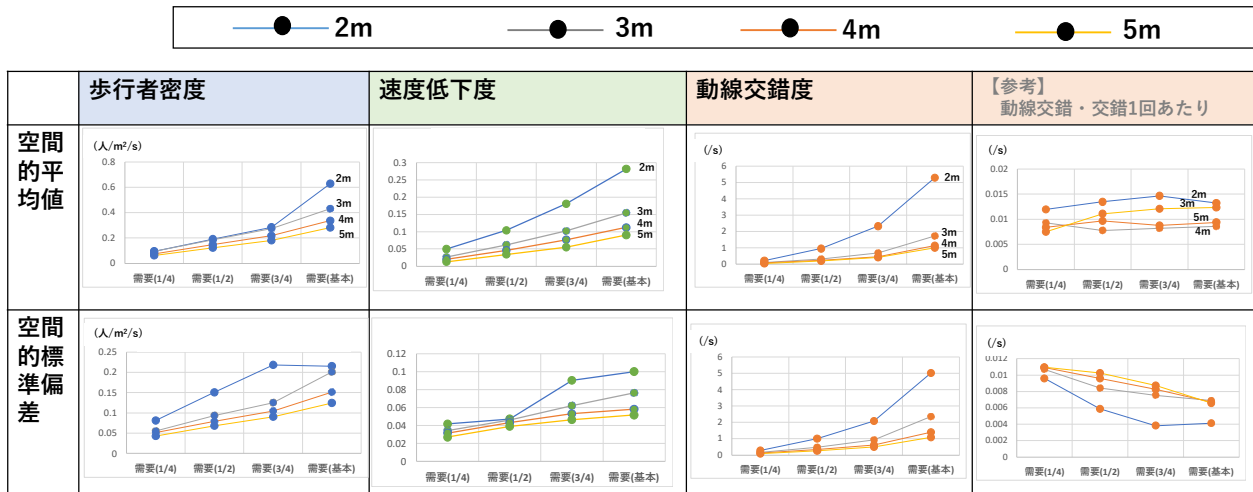 2m 3m 4m 5m
歩行者密度 速度低下度 動線交錯度 【参考】
動線交錯・交錯1回あたり
空間的平均値
(人/m²/s)
0.8
0.6
0.4
0.2
0
2m
3m
4m
5m
需要(1/4) 需要(1/2) 需要(3/4) 需要(基本)
0.3
0.25
0.2
0.15
0.1
0.05
0
2m
3m
4m
5m
需要(1/4) 需要(1/2) 需要(3/4) 需要(基本)
(/s)
6
5
4
3
2
1
0
2m
3m
4m
5m
需要(1/4) 需要(1/2) 需要(3/4) 需要(基本)
(/s)
0.02
0.015
0.01
0.005
0
2m
3m
5m
4m
需要(1/4) 需要(1/2) 需要(3/4) 需要(基本)
空間的標準偏差
(人/m²/s)
0.25
0.2
0.15
0.1
0.05
0
需要(1/4) 需要(1/2) 需要(3/4) 需要(基本)
0.12
0.1
0.08
0.06
0.04
0.02
0
需要(1/4) 需要(1/2) 需要(3/4) 需要(基本)
(/s)
6
5
4
3
2
1
0
需要(1/4) 需要(1/2) 需要(3/4) 需要(基本)
(/s)
0.012
0.01
0.008
0.006
0.004
0.002
0
需要(1/4) 需要(1/2) 需要(3/4) 需要(基本)